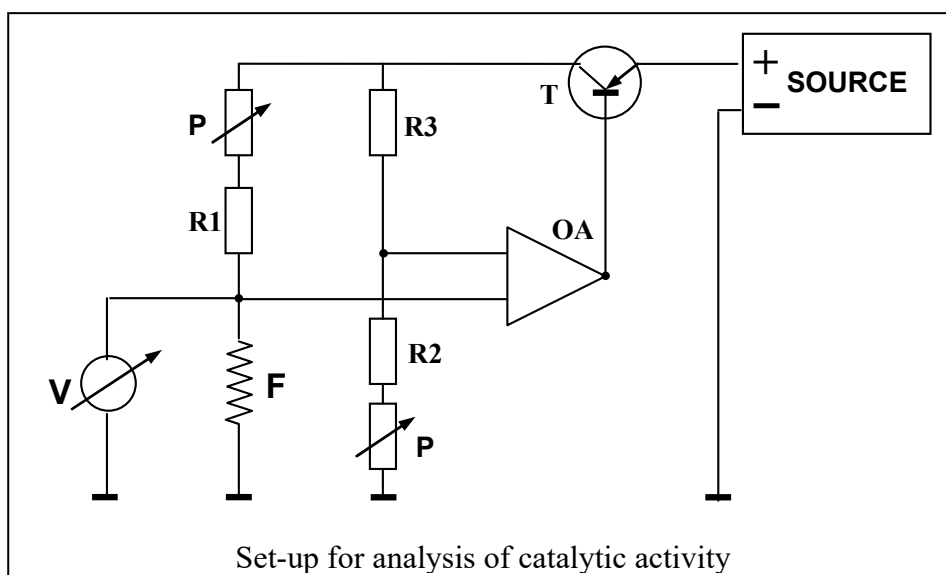 T
+
SOURCE
−
P
R3
R1
OA
R2
V
F
P
Set-up for analysis of catalytic activity